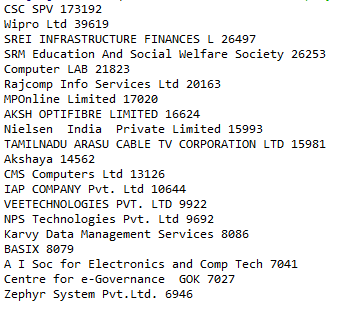 CSC SPV 173192
Wipro Ltd 39619
SREI INFRASTRUCTURE FINANCES L 26497
SRM Education And Social Welfare Society 26253
Computer LAB 21823
Rajcomp Info Services Ltd 20163
MPOnline Limited 17020
AKSH OPTIFIBRE LIMITED 16624
Nielsen  India  Private Limited 15993
TAMILNADU ARASU CABLE TV CORPORATION LTD 15981
Akshaya 14562
CMS Computers Ltd 13126
IAP COMPANY Pvt. Ltd 10644
VEETECHNOLOGIES PVT. LTD 9922
NPS Technologies Pvt. Ltd 9692
Karvy Data Management Services 8086
BASIX 8079
A I Soc for Electronics and Comp Tech 7041
Centre for e-Governance  GOK 7027
Zephyr System Pvt.Ltd. 6946